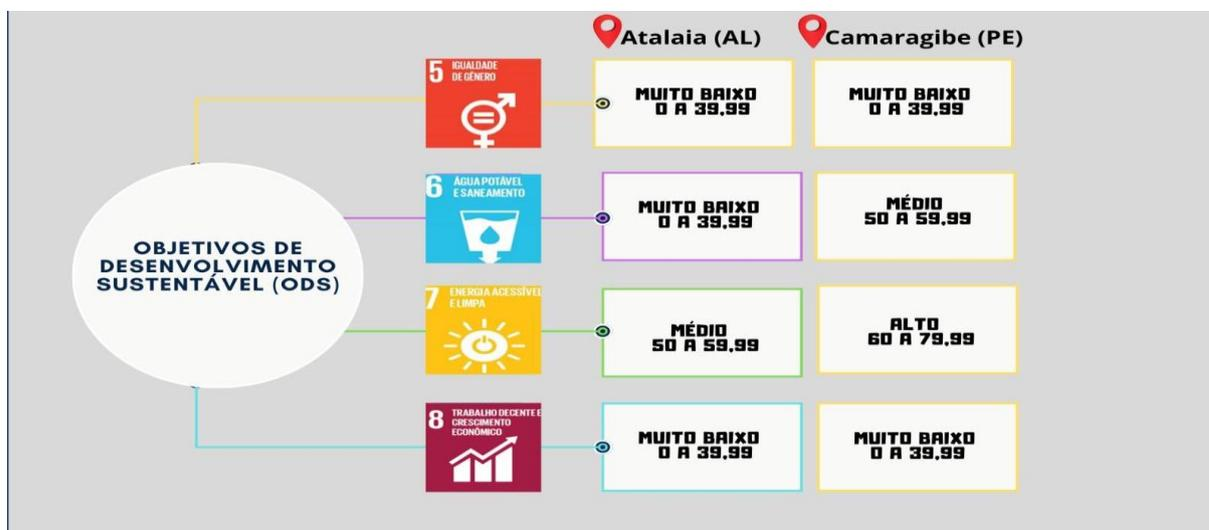 Atalaia (AL)
Camaragibe (PE)
5 IGUALDADE
DE GÊNERO
MUITO BAIXO
0 A 39,99
MUITO BAIXO
0 A 39,99
6 ÁGUA POTÁVEL
E SANEAMENTO
MUITO BAIXO
0 A 39,99
MÉDIO
50 A 59,99
OBJETIVOS DE
DESENVOLVIMENTO
SUSTENTÁVEL (ODS)
7 ENERGIA ACESSÍVEL
E LIMPA
MÉDIO
50 A 59,99
ALTO
60 A 79,99
8 TRABALHO DECENTE E
CRESCIMENTO
ECONÔMICO
MUITO BAIXO
0 A 39,99
MUITO BAIXO
0 A 39,99